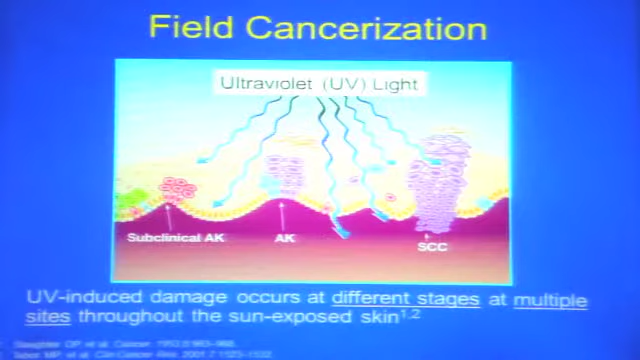 Field Cancerization
Ultraviolet (UV) Light
Subclinical AK
AK
SCC
UV-induced damage occurs at different stages at multiple
sites throughout the sun-exposed skin1,2